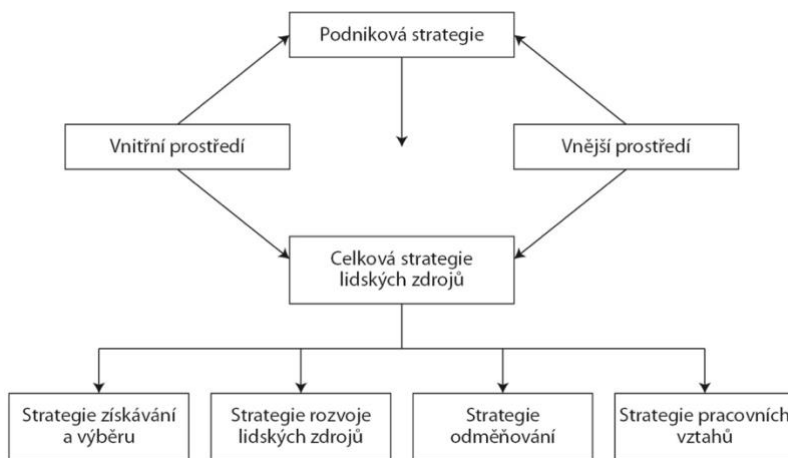 Podniková strategie
Vnitřní prostředí
Vnější prostředí
Celková strategie
lidských zdrojů
Strategie získávání
a výběru
Strategie rozvoje
lidských zdrojů
Strategie
odměňování
Strategie pracovních
vztahů